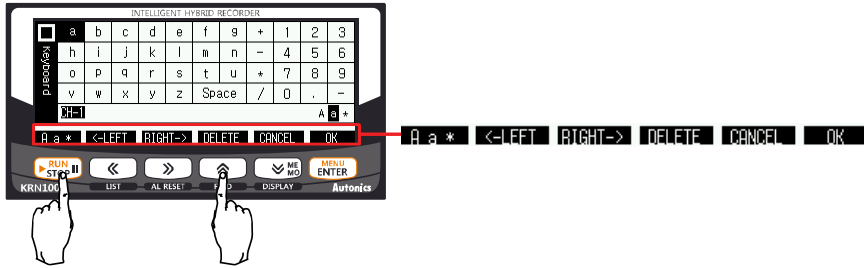 INTELLIGENT HYBRID RECORDER
Keyboard
a b c d e f g + 1 2 3
h i j k l m n - 4 5 6
o p q r s t u * 7 8 9
v w x y z Space / 0 . -
CH-1 A a *
A a * <-LEFT RIGHT-> DELETE CANCEL OK
A a * <-LEFT RIGHT-> DELETE CANCEL OK
RUN STOP « » ME MO MENU ENTER
LIST AL RESET DISPLAY
KRN100 Autonics